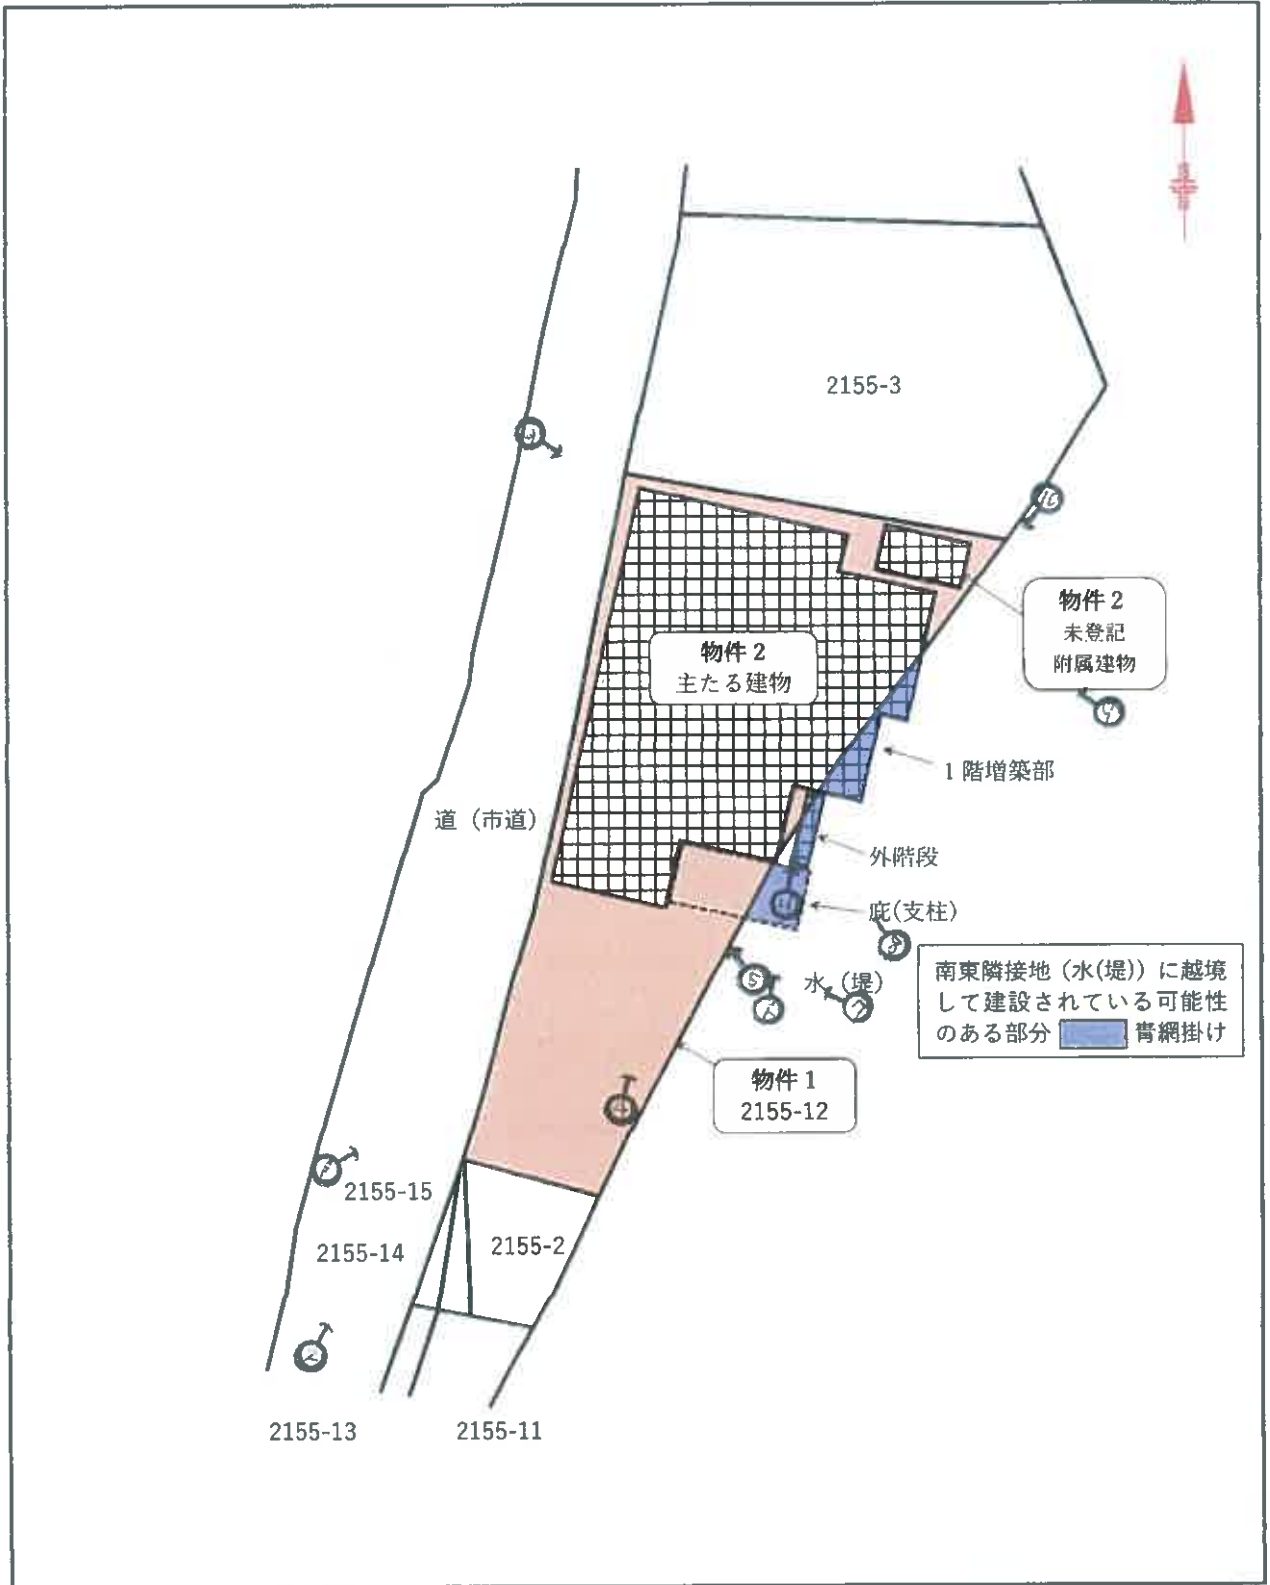 2155-3
物件 2
未登記
附属建物
物件 2
主たる建物
1階増築部
道（市道）
外階段
庇(支柱)
水（堤）
南東隣接地（水(堤)）に越境
して建設されている可能性
のある部分 青網掛け
物件 1
2155-12
2155-15
2155-14
2155-2
2155-13
2155-11